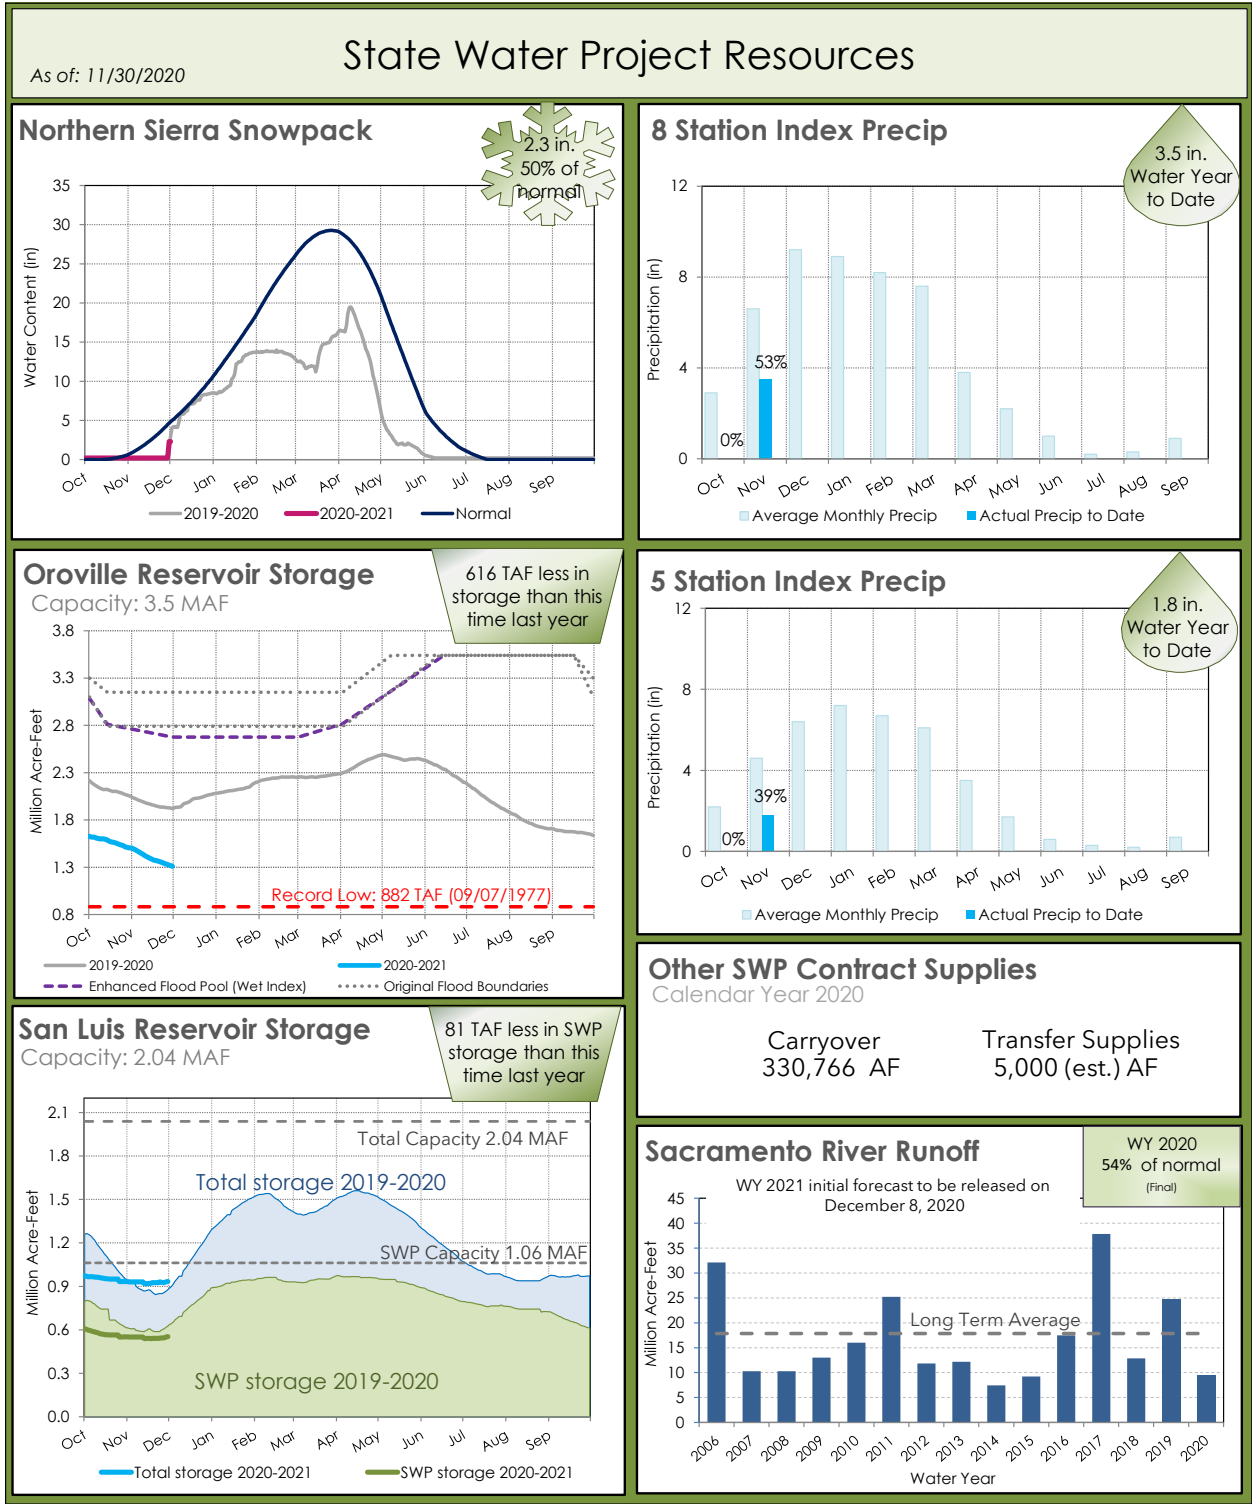 State Water Project Resources
As of: 11/30/2020
Northern Sierra Snowpack
2.3 in.
50% of
normal
35
30
25
20
15
10
5
0
Water Content (in)
Oct Nov Dec Jan Feb Mar Apr May Jun Jul Aug Sep
2019-2020 2020-2021 Normal
8 Station Index Precip
3.5 in.
Water Year
to Date
12
8
4
0
Precipitation (in)
0%
53%
Oct Nov Dec Jan Feb Mar Apr May Jun Jul Aug Sep
Average Monthly Precip Actual Precip to Date
Oroville Reservoir Storage
Capacity: 3.5 MAF
616 TAF less in
storage than this
time last year
3.8
3.3
2.8
2.3
1.8
1.3
0.8
Million Acre-Feet
Record Low: 882 TAF (09/07/1977)
Oct Nov Dec Jan Feb Mar Apr May Jun Jul Aug Sep
2019-2020 2020-2021
Enhanced Flood Pool (Wet Index) Original Flood Boundaries
5 Station Index Precip
1.8 in.
Water Year
to Date
12
8
4
0
Precipitation (in)
0%
39%
Oct Nov Dec Jan Feb Mar Apr May Jun Jul Aug Sep
Average Monthly Precip Actual Precip to Date
Other SWP Contract Supplies
Calendar Year 2020
Carryover
330,766 AF
Transfer Supplies
5,000 (est.) AF
San Luis Reservoir Storage
Capacity: 2.04 MAF
81 TAF less in SWP
storage than this
time last year
2.1
1.8
1.5
1.2
0.9
0.6
0.3
0.0
Million Acre-Feet
Total Capacity 2.04 MAF
Total storage 2019-2020
SWP Capacity 1.06 MAF
SWP storage 2019-2020
Oct Nov Dec Jan Feb Mar Apr May Jun Jul Aug Sep
Total storage 2020-2021 SWP storage 2020-2021
Sacramento River Runoff
WY 2020
54% of normal
(Final)
WY 2021 initial forecast to be released on
December 8, 2020
45
40
35
30
25
20
15
10
5
0
Million Acre-Feet
Long Term Average
2006 2007 2008 2009 2010 2011 2012 2013 2014 2015 2016 2017 2018 2019 2020
Water Year